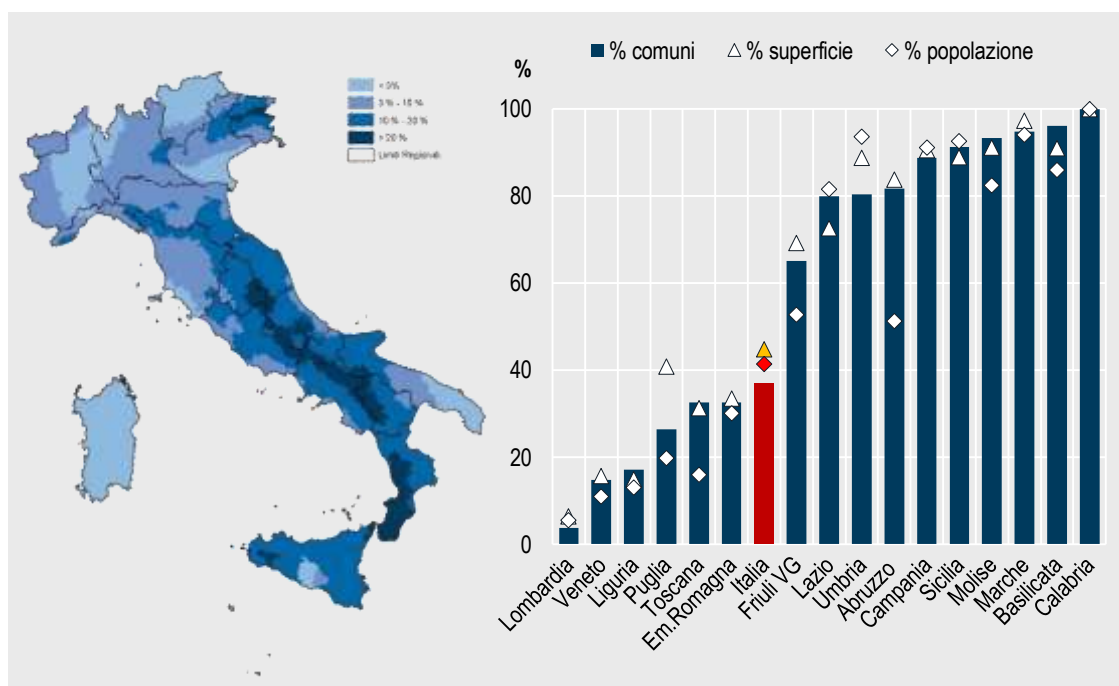 % comuni
% superficie
% popolazione
%
100
80
60
40
20
0
Lombardia
Veneto
Liguria
Puglia
Toscana
Em.Romagna
Italia
Friuli VG
Lazio
Umbria
Abruzzo
Campania
Sicilia
Molise
Marche
Basilicata
Calabria
> 20 %